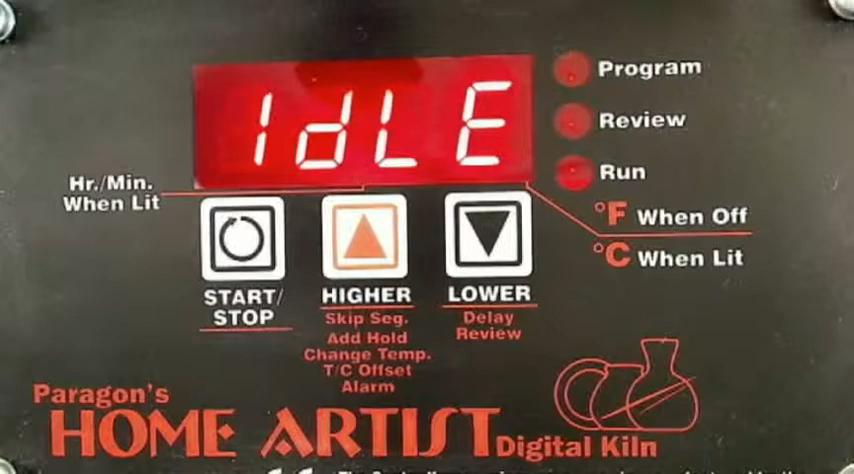 IdLE
Program
Review
Run
Hr./Min.
When Lit
°F When Off
°C When Lit
START/
STOP
HIGHER
Skip Seg.
Add Hold
Change Temp.
T/C Offset
Alarm
LOWER
Delay
Review
Paragon's
HOME ARTIST Digital Kiln